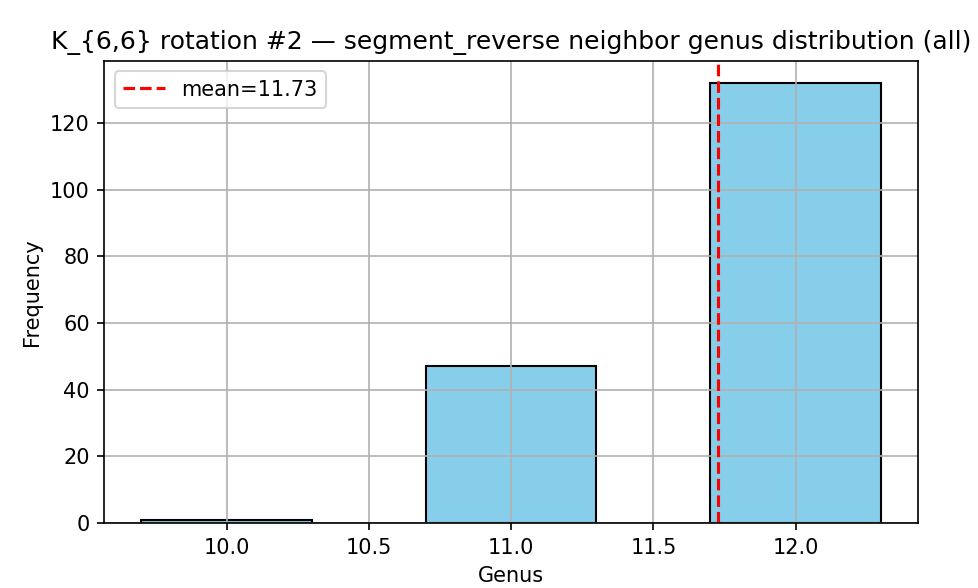 K_{6,6} rotation #2 — segment_reverse neighbor genus distribution (all)
mean=11.73
120
100
80
60
40
20
0
Frequency
10.0 10.5 11.0 11.5 12.0
Genus